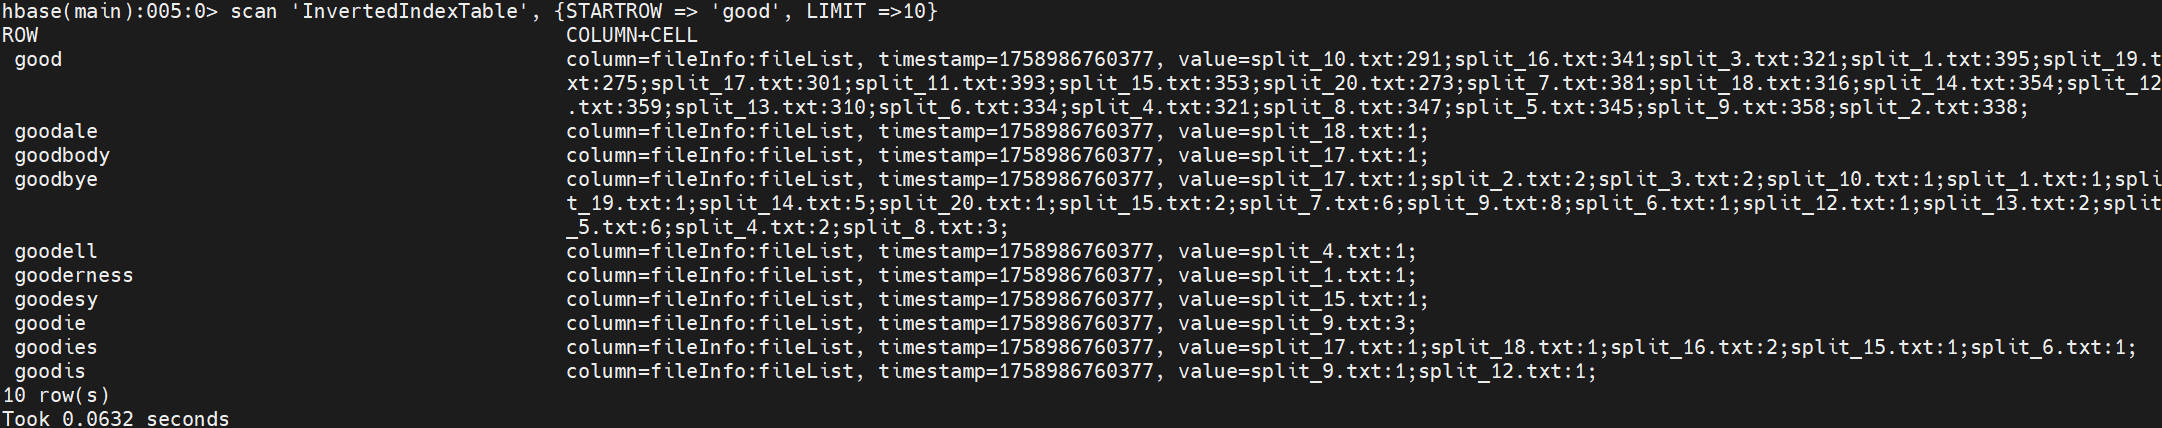 hbase(main):005:0> scan 'InvertedIndexTable', {STARTROW => 'good', LIMIT =>10}
ROW                                            COLUMN+CELL
 good                                          column=fileInfo:fileList, timestamp=1758986760377, value=split_10.txt:291;split_16.txt:341;split_3.txt:321;split_1.txt:395;split_19.t
                                               xt:275;split_17.txt:301;split_11.txt:393;split_15.txt:353;split_20.txt:273;split_7.txt:381;split_18.txt:316;split_14.txt:354;split_12
                                               .txt:359;split_13.txt:310;split_6.txt:334;split_4.txt:321;split_8.txt:347;split_5.txt:345;split_9.txt:358;split_2.txt:338;
 goodale                                       column=fileInfo:fileList, timestamp=1758986760377, value=split_18.txt:1;
 goodbody                                      column=fileInfo:fileList, timestamp=1758986760377, value=split_17.txt:1;
 goodbye                                       column=fileInfo:fileList, timestamp=1758986760377, value=split_17.txt:1;split_2.txt:2;split_3.txt:2;split_10.txt:1;split_1.txt:1;spli
                                               t_19.txt:1;split_14.txt:5;split_20.txt:1;split_15.txt:2;split_7.txt:6;split_9.txt:8;split_6.txt:1;split_12.txt:1;split_13.txt:2;split
                                               _5.txt:6;split_4.txt:2;split_8.txt:3;
 goodell                                       column=fileInfo:fileList, timestamp=1758986760377, value=split_4.txt:1;
 gooderness                                    column=fileInfo:fileList, timestamp=1758986760377, value=split_1.txt:1;
 goodesy                                       column=fileInfo:fileList, timestamp=1758986760377, value=split_15.txt:1;
 goodie                                        column=fileInfo:fileList, timestamp=1758986760377, value=split_9.txt:3;
 goodies                                       column=fileInfo:fileList, timestamp=1758986760377, value=split_17.txt:1;split_18.txt:1;split_16.txt:2;split_15.txt:1;split_6.txt:1;
 goodis                                        column=fileInfo:fileList, timestamp=1758986760377, value=split_9.txt:1;split_12.txt:1;
10 row(s)
Took 0.0632 seconds